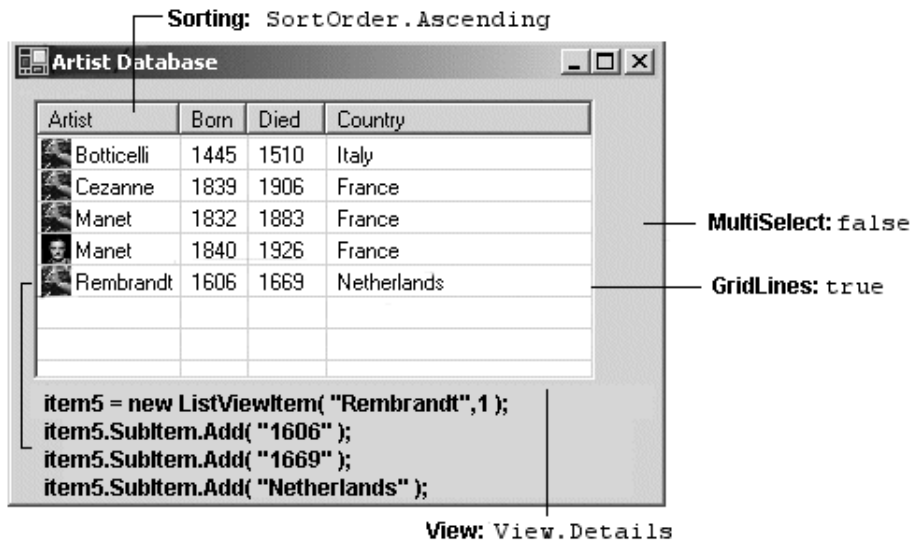 Sorting: SortOrder.Ascending
Artist Database
Artist Born Died Country
Botticelli 1445 1510 Italy
Cezanne 1839 1906 France
Manet 1832 1883 France
Manet 1840 1926 France
Rembrandt 1606 1669 Netherlands
MultiSelect: false
GridLines: true
item5 = new ListViewItem( "Rembrandt",1 );
item5.SubItem.Add( "1606" );
item5.SubItem.Add( "1669" );
item5.SubItem.Add( "Netherlands" );
View: View.Details